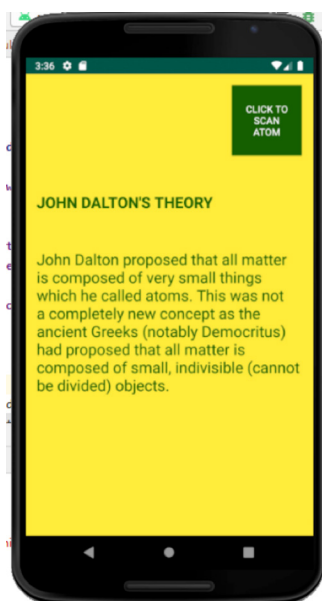 3:36
CLICK TO
SCAN
ATOM
JOHN DALTON'S THEORY
John Dalton proposed that all matter
is composed of very small things
which he called atoms. This was not
a completely new concept as the
ancient Greeks (notably Democritus)
had proposed that all matter is
composed of small, indivisible (cannot
be divided) objects.